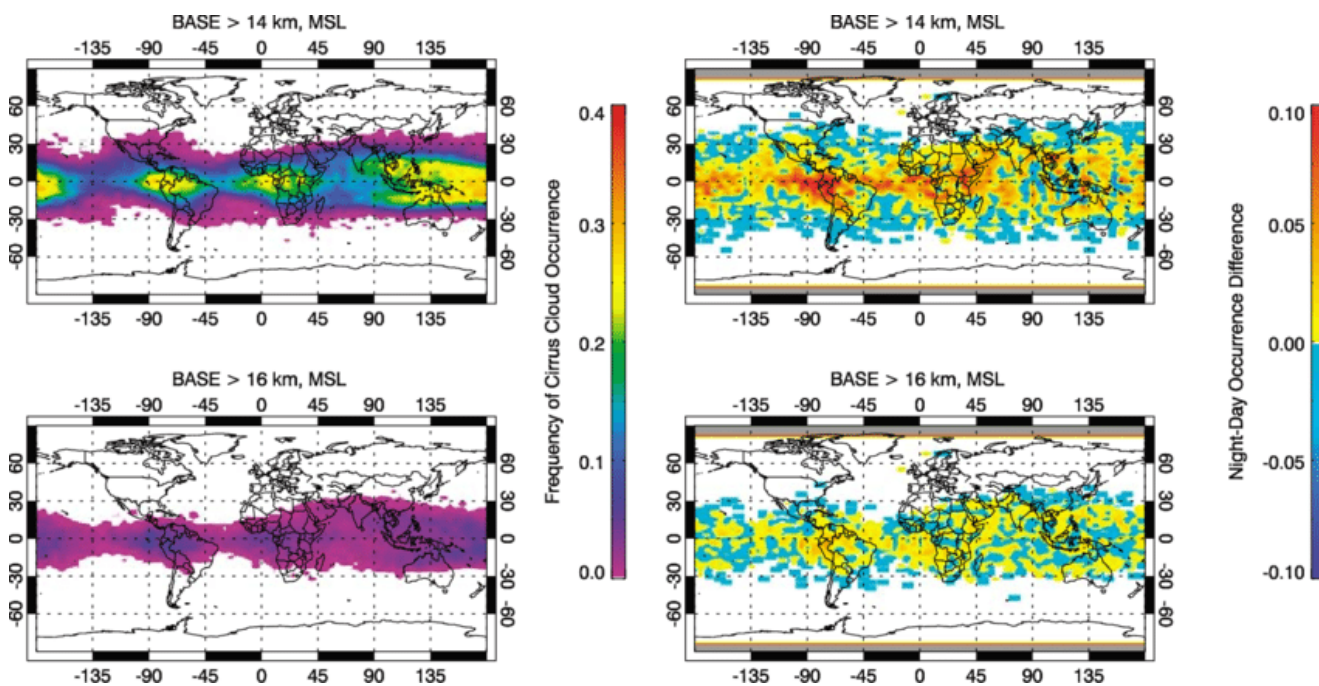 BASE > 14 km, MSL
-135 -90 -45 0 45 90 135
60 30 0 -30 -60
60 30 0 -30 -60
-135 -90 -45 0 45 90 135
BASE > 16 km, MSL
-135 -90 -45 0 45 90 135
60 30 0 -30 -60
60 30 0 -30 -60
-135 -90 -45 0 45 90 135
0.4
0.3
0.2
0.1
0.0
Frequency of Cirrus Cloud Occurrence
BASE > 14 km, MSL
-135 -90 -45 0 45 90 135
60 30 0 -30 -60
60 30 0 -30 -60
-135 -90 -45 0 45 90 135
BASE > 16 km, MSL
-135 -90 -45 0 45 90 135
60 30 0 -30 -60
60 30 0 -30 -60
-135 -90 -45 0 45 90 135
Night-Day Occurrence Difference
0.10
0.05
0.00
-0.05
-0.10